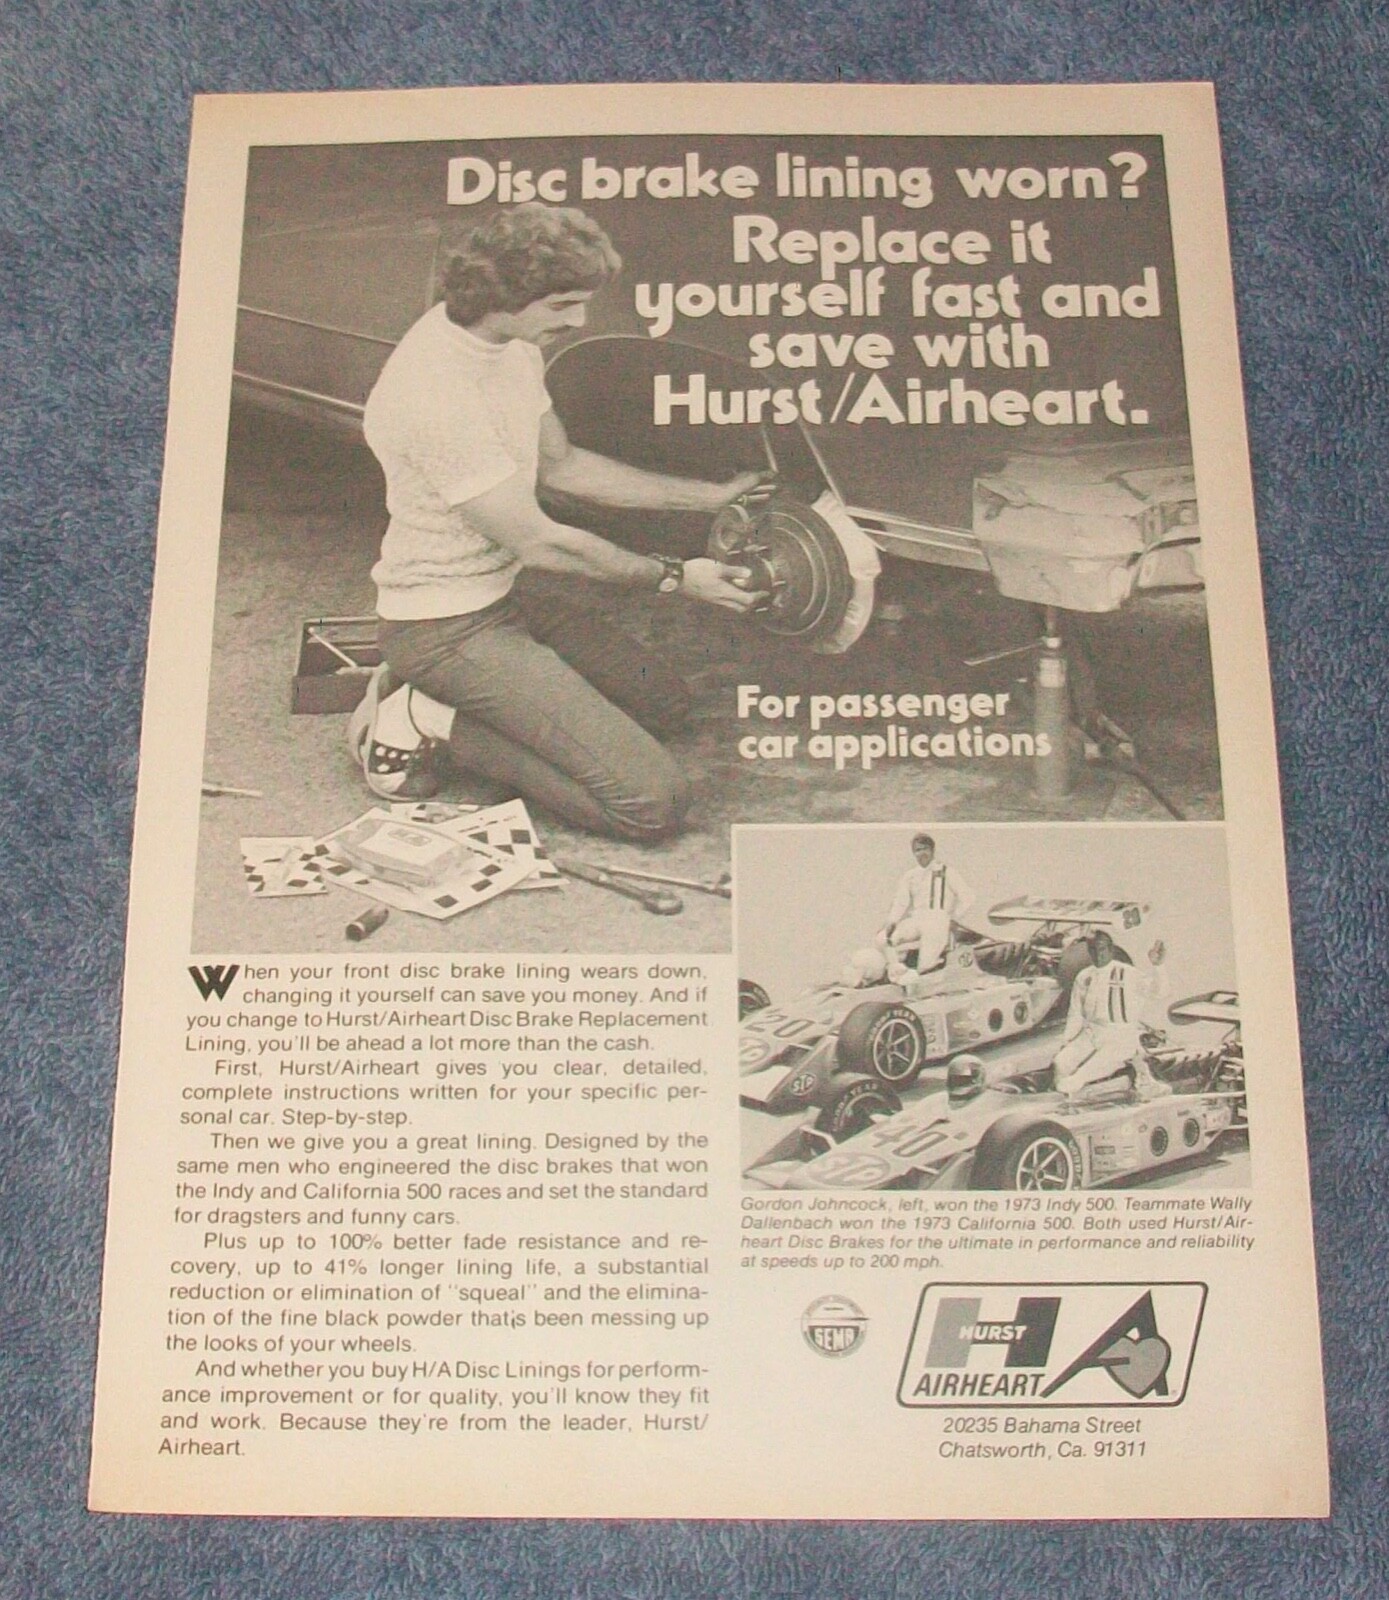 Disc brake lining worn?
Replace it
yourself fast and
save with
Hurst/Airheart.
For passenger
car applications
When your front disc brake lining wears down,
changing it yourself can save you money. And if
you change to Hurst/Airheart Disc Brake Replacement
Lining, you'll be ahead a lot more than the cash.
First, Hurst/Airheart gives you clear, detailed,
complete instructions written for your specific per-
sonal car. Step-by-step.
Then we give you a great lining. Designed by the
same men who engineered the disc brakes that won
the Indy and California 500 races and set the standard
for dragsters and funny cars.
Plus up to 100% better fade resistance and re-
covery, up to 41% longer lining life, a substantial
reduction or elimination of "squeal" and the elimina-
tion of the fine black powder that's been messing up
the looks of your wheels.
And whether you buy H/A Disc Linings for perform-
ance improvement or for quality, you'll know they fit
and work. Because they're from the leader, Hurst/
Airheart.
20
20
STP
STP
GOODYEAR
40
STP
Gordon Johncock, left, won the 1973 Indy 500. Teammate Wally
Dallenbach won the 1973 California 500. Both used Hurst/Air-
heart Disc Brakes for the ultimate in performance and reliability
at speeds up to 200 mph.
SEMA
H HURST
AIRHEART A
20235 Bahama Street
Chatsworth, Ca. 91311